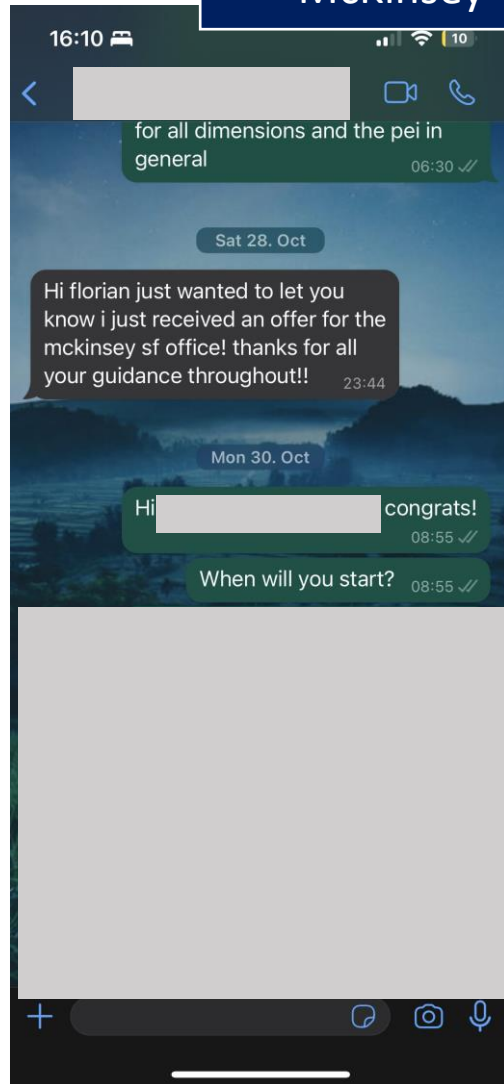 McKinsey
16:10
10
for all dimensions and the pei in
general
06:30
Sat 28. Oct
Hi florian just wanted to let you
know i just received an offer for the
mckinsey sf office! thanks for all
your guidance throughout!! 23:44
Mon 30. Oct
Hi congrats!
08:55
When will you start? 08:55